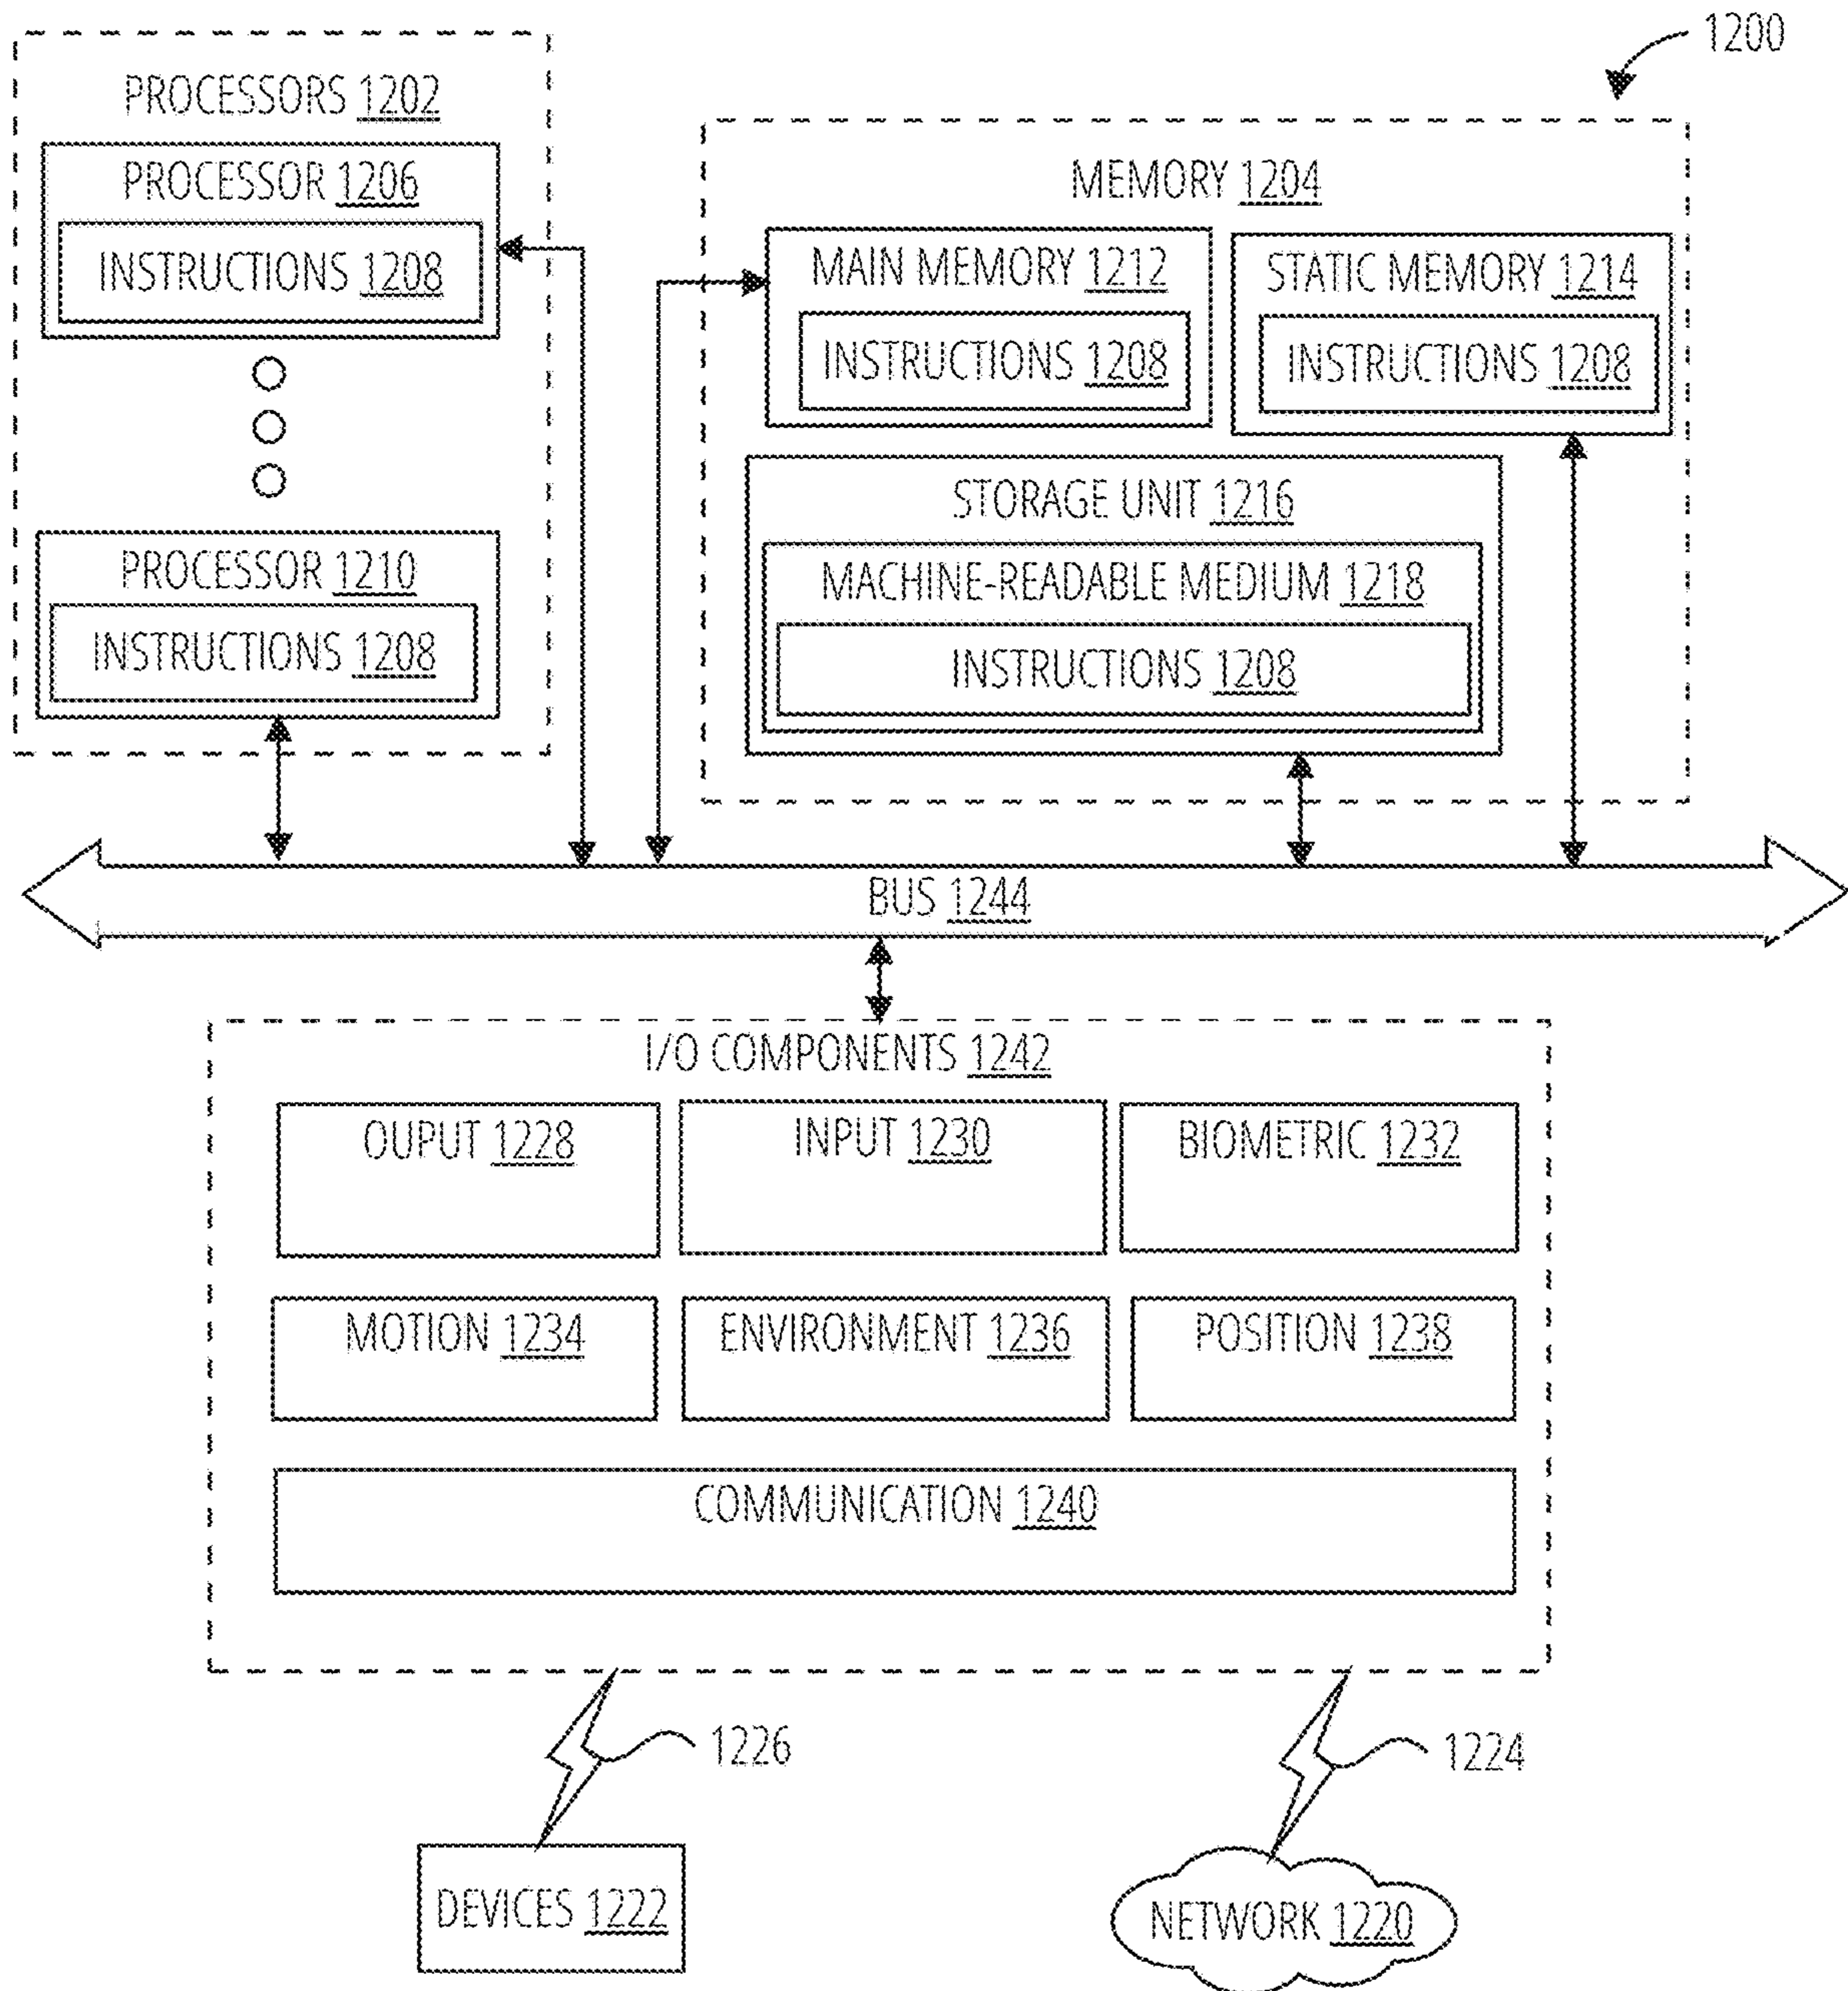 1200
PROCESSORS 1202
PROCESSOR 1206
INSTRUCTIONS 1208
PROCESSOR 1210
INSTRUCTIONS 1208
MEMORY 1204
MAIN MEMORY 1212
INSTRUCTIONS 1208
STATIC MEMORY 1214
INSTRUCTIONS 1208
STORAGE UNIT 1216
MACHINE-READABLE MEDIUM 1218
INSTRUCTIONS 1208
BUS 1244
I/O COMPONENTS 1242
OUPUT 1228
INPUT 1230
BIOMETRIC 1232
MOTION 1234
ENVIRONMENT 1236
POSITION 1238
COMMUNICATION 1240
1226
1224
DEVICES 1222
NETWORK 1220